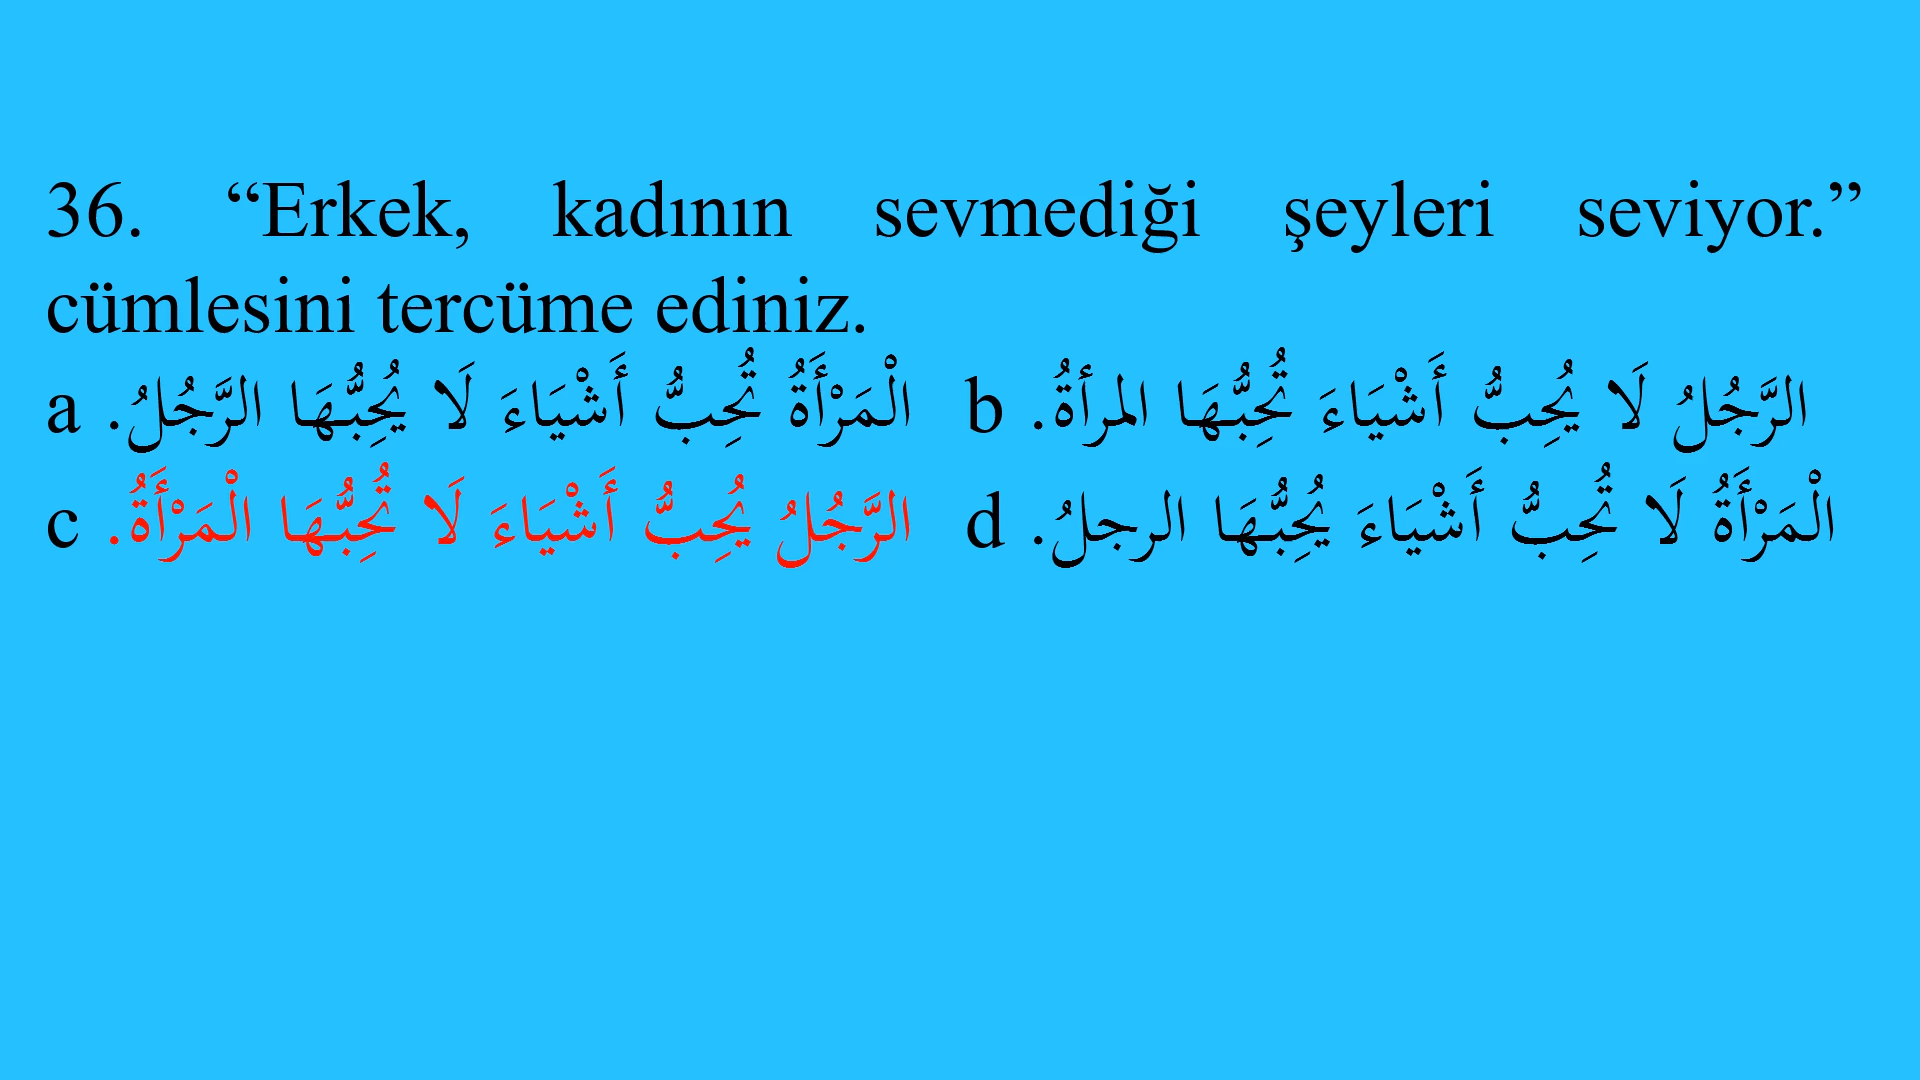 36. “Erkek, kadının sevmediği şeyleri seviyor.”
cümlesini tercüme ediniz.
a الْمَرْأَةُ تُحِبُّ أَشْيَاءَ لَا يُحِبُّهَا الرَّجُلُ. b الرَّجُلُ لَا يُحِبُّ أَشْيَاءَ تُحِبُّهَا المرأةُ.
c الرَّجُلُ يُحِبُّ أَشْيَاءَ لَا تُحِبُّهَا الْمَرْأَةُ. d الْمَرْأَةُ لَا تُحِبُّ أَشْيَاءَ يُحِبُّهَا الرجلُ.